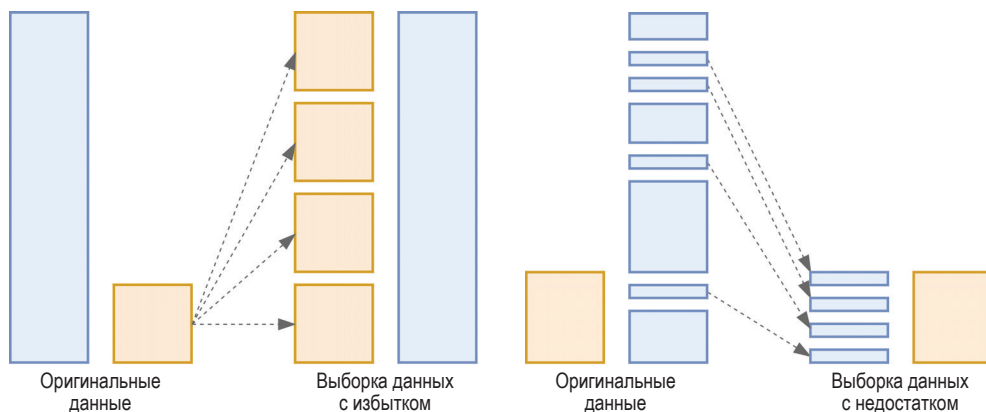 Оригинальные
данные
Выборка данных
с избытком
Оригинальные
данные
Выборка данных
с недостатком